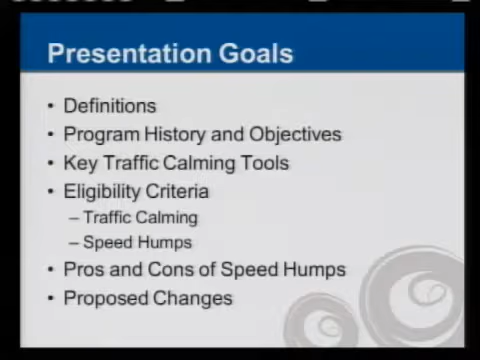 Presentation Goals
• Definitions
• Program History and Objectives
• Key Traffic Calming Tools
• Eligibility Criteria
– Traffic Calming
– Speed Humps
• Pros and Cons of Speed Humps
• Proposed Changes